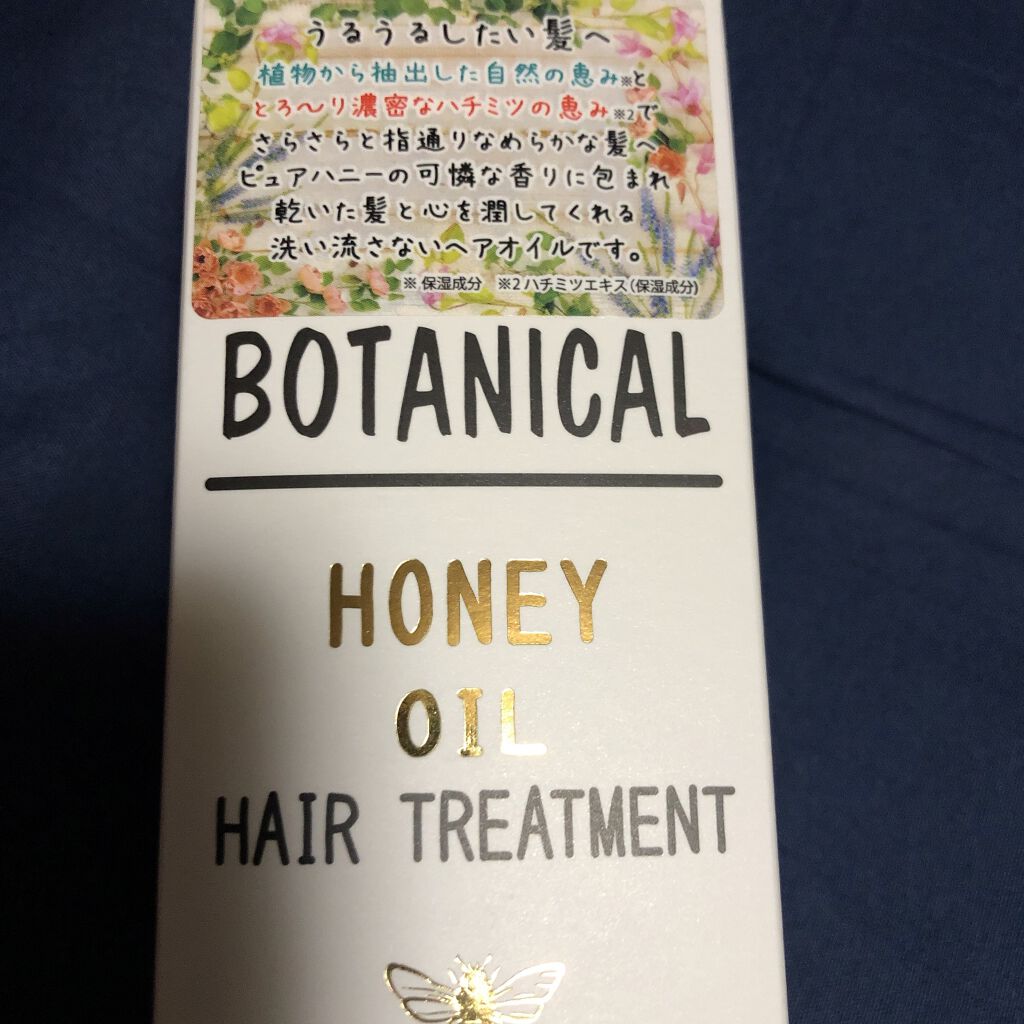 うるうるしたい髪へ
植物から抽出した自然の恵み※と
とろ〜り濃密なハチミツの恵み※2で
さらさらと指通りなめらかな髪へ
ピュアハニーの可憐な香りに包まれ
乾いた髪と心を潤してくれる
洗い流さないヘアオイルです。
※ 保湿成分 ※2 ハチミツエキス(保湿成分)
BOTANICAL
HONEY
OIL
HAIR TREATMENT